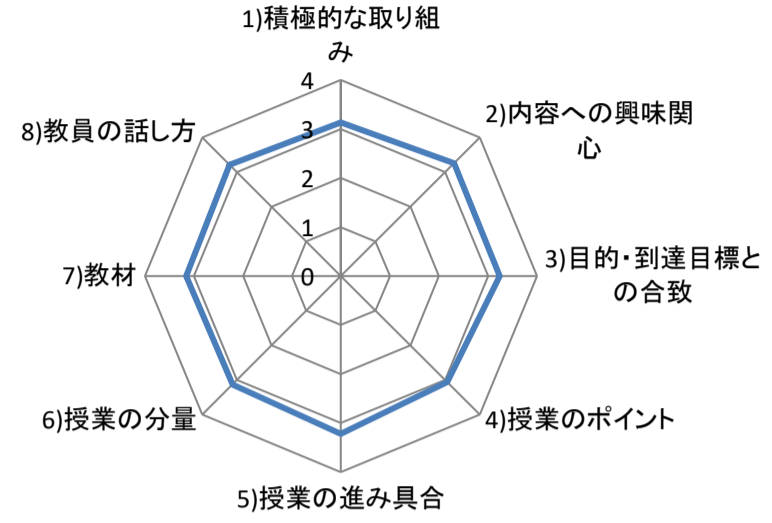 1)積極的な取り組
み
4
3
2
1
0
2)内容への興味関
心
3)目的・到達目標と
の合致
4)授業のポイント
5)授業の進み具合
6)授業の分量
7)教材
8)教員の話し方